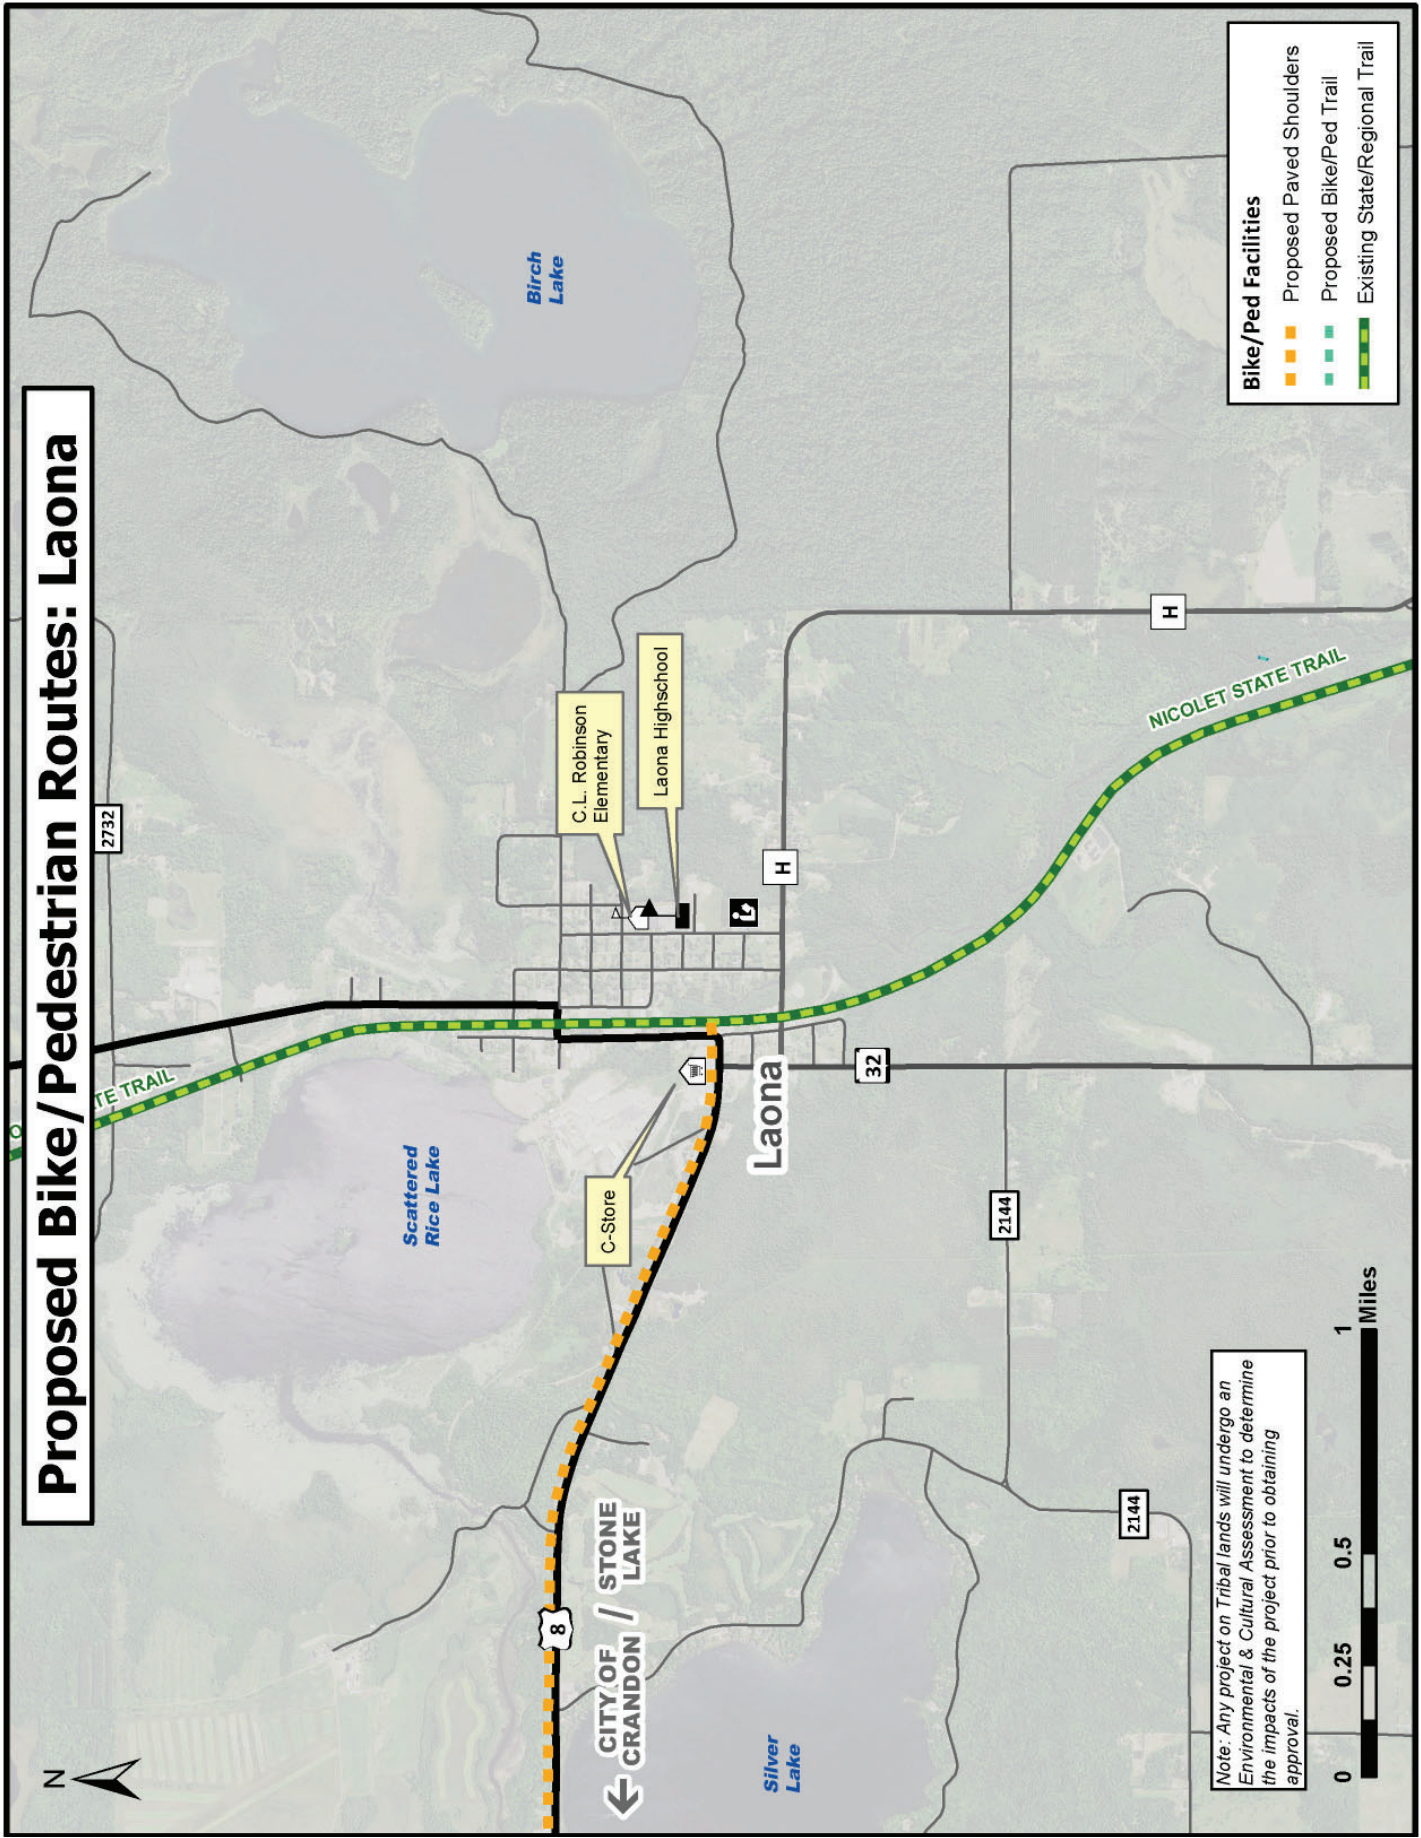 Proposed Bike/Pedestrian Routes: Laona
N
O
TE TRAIL
2732
Scattered
Rice Lake
Birch
Lake
C.L. Robinson
Elementary
Laona Highschool
C-Store
8
CITY OF
CRANDON
/
STONE
LAKE
Laona
H
32
H
2144
2144
NICOLET STATE TRAIL
Silver
Lake
Note: Any project on Tribal lands will undergo an
Environmental & Cultural Assessment to determine
the impacts of the project prior to obtaining
approval.
0 0.25 0.5 1
Miles
Bike/Ped Facilities
Proposed Paved Shoulders
Proposed Bike/Ped Trail
Existing State/Regional Trail